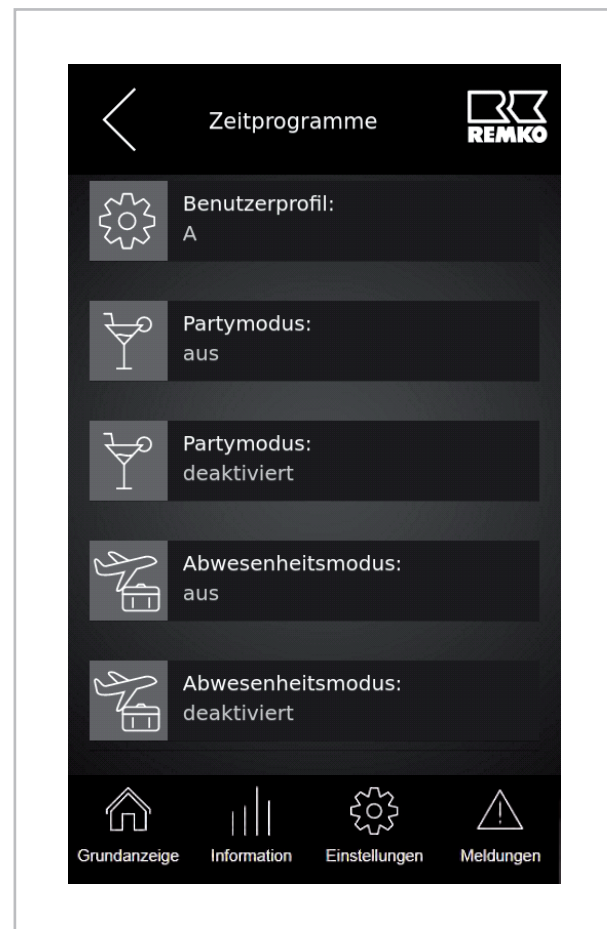 Zeitprogramme
REMKO
Benutzerprofil:
A
Partymodus:
aus
Partymodus:
deaktiviert
Abwesenheitsmodus:
aus
Abwesenheitsmodus:
deaktiviert
Grundanzeige Information Einstellungen Meldungen